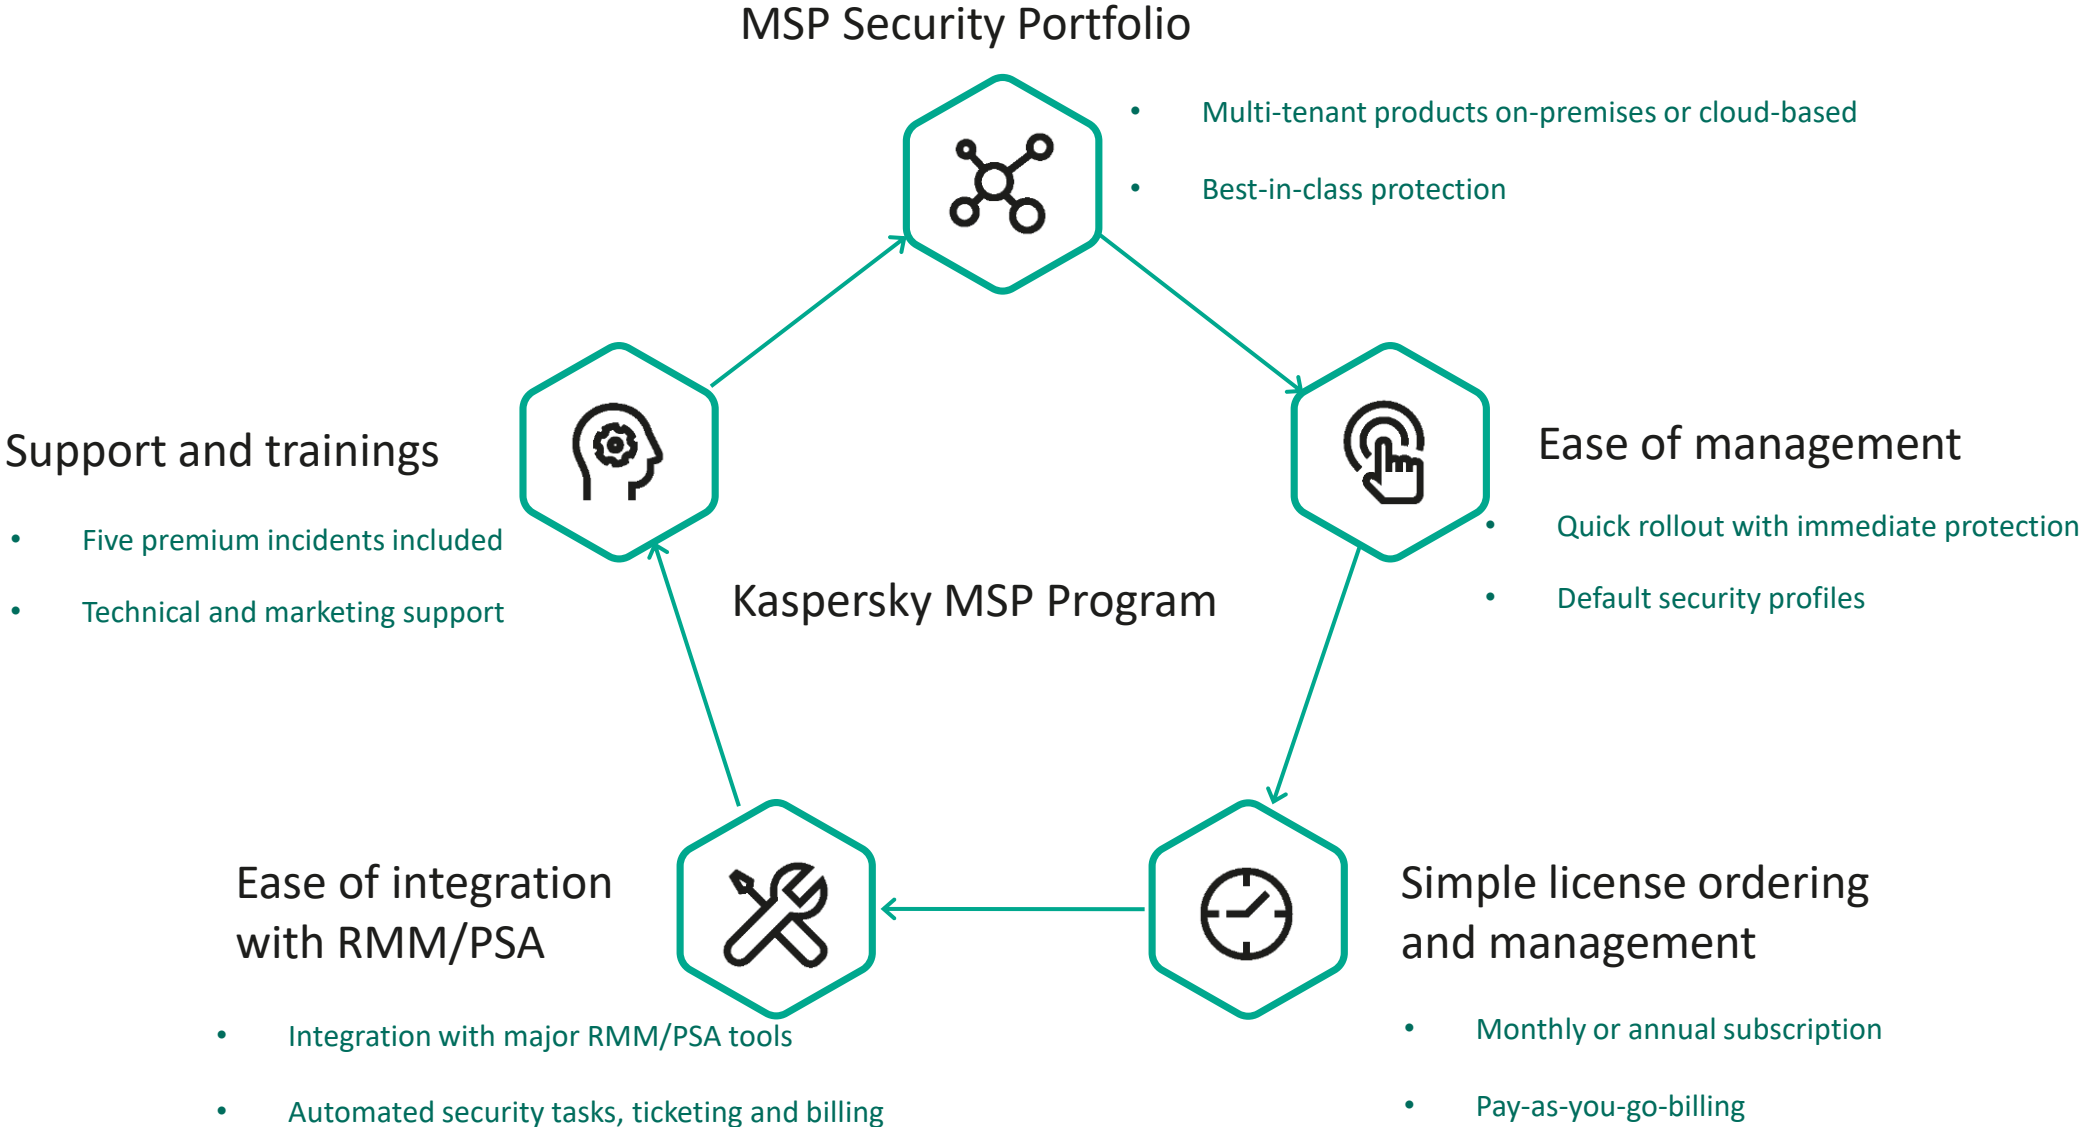 MSP Security Portfolio
• Multi-tenant products on-premises or cloud-based
• Best-in-class protection
Ease of management
• Quick rollout with immediate protection
• Default security profiles
Support and trainings
• Five premium incidents included
• Technical and marketing support
Kaspersky MSP Program
Ease of integration
with RMM/PSA
• Integration with major RMM/PSA tools
• Automated security tasks, ticketing and billing
Simple license ordering
and management
• Monthly or annual subscription
• Pay-as-you-go-billing